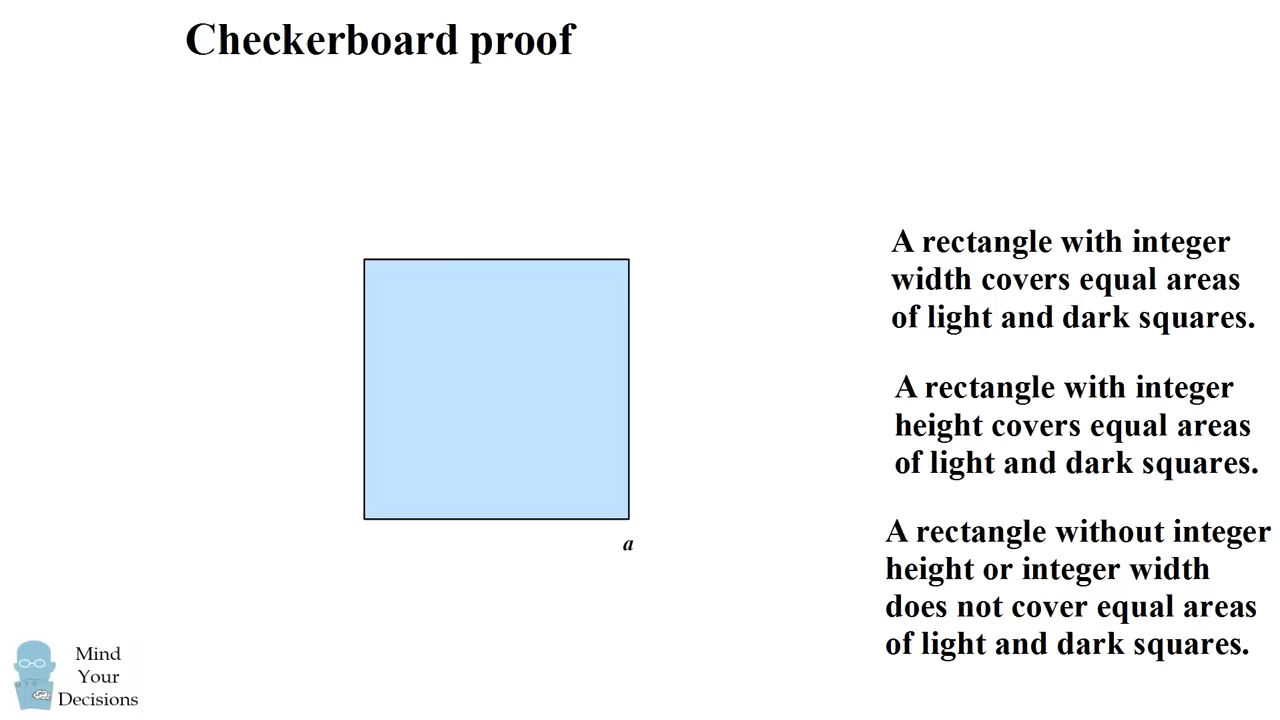 Checkerboard proof
A rectangle with integer
width covers equal areas
of light and dark squares.
A rectangle with integer
height covers equal areas
of light and dark squares.
A rectangle without integer
height or integer width
does not cover equal areas
of light and dark squares.
a
Mind
Your
Decisions